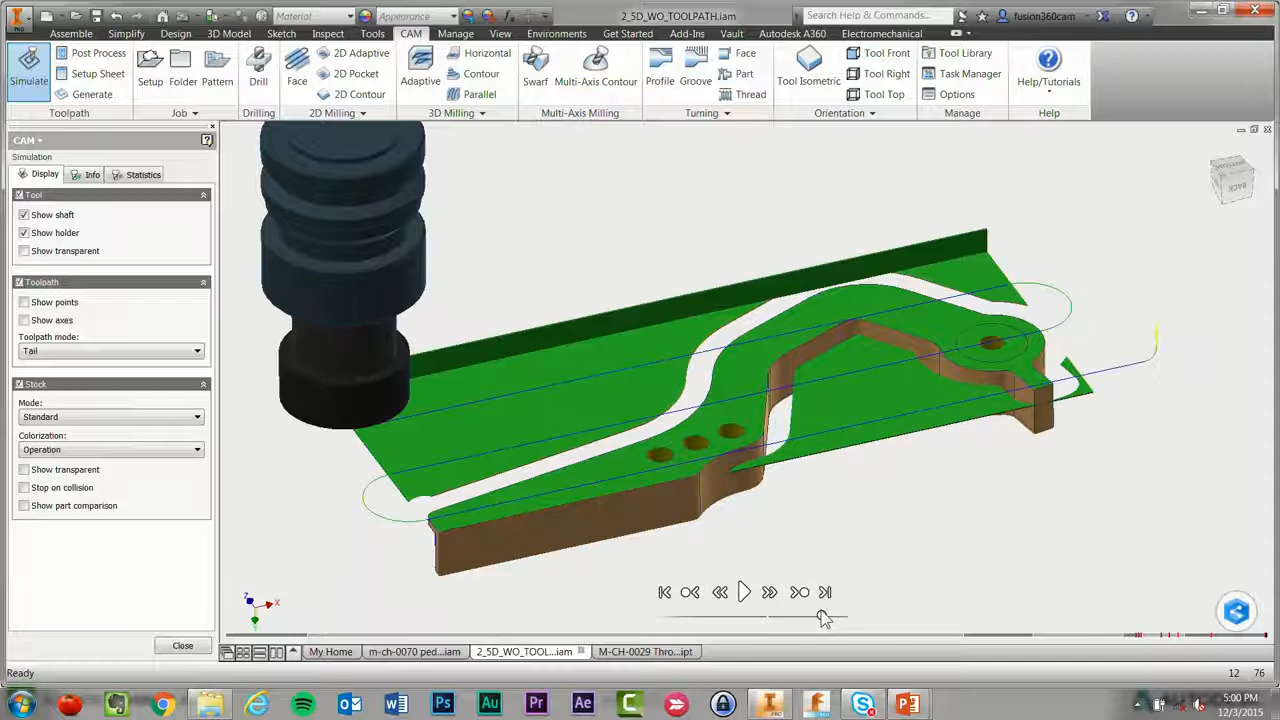 Material
Appearance
2_5D_WO_TOOLPATH.iam
Search Help & Commands...
fusion360cam
PRO
Assemble Simplify Design 3D Model Sketch Inspect Tools CAM Manage View Environments Get Started Add-Ins Vault Autodesk A360 Electromechanical
Simulate
Post Process
Setup Sheet
Generate
Toolpath
Setup Folder Pattern
Job
Drill
Drilling
Face
2D Adaptive
2D Pocket
2D Contour
2D Milling
Adaptive
Horizontal
Contour
Parallel
3D Milling
Swarf Multi-Axis Contour
Multi-Axis Milling
Profile Groove
Face
Part
Thread
Turning
Tool Isometric
Tool Front
Tool Right
Tool Top
Orientation
Tool Library
Task Manager
Options
Manage
Help/Tutorials
Help
CAM
Simulation
Display Info Statistics
Tool
Show shaft
Show holder
Show transparent
Toolpath
Show points
Show axes
Toolpath mode:
Tail
Stock
Mode:
Standard
Colorization:
Operation
Show transparent
Stop on collision
Show part comparison
Close
BACK
Z
X
My Home m-ch-0070 ped...iam 2_5D_WO_TOOL...iam M-CH-0029 Thro...ipt
Ready
12 76
Ps Au Pr Ae
5:00 PM
12/3/2015